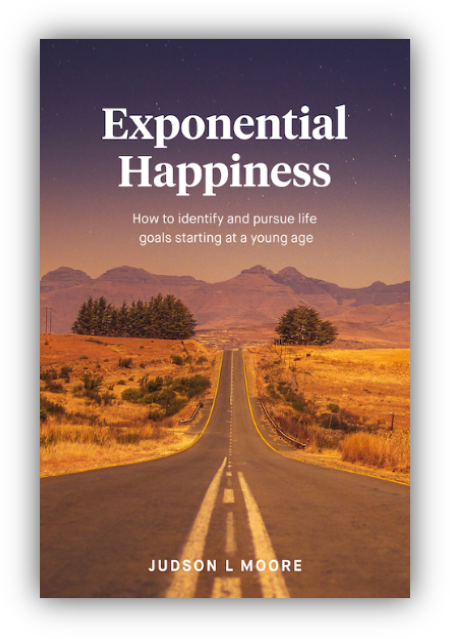 Exponential
Happiness
How to identify and pursue life
goals starting at a young age
JUDSON L MOORE